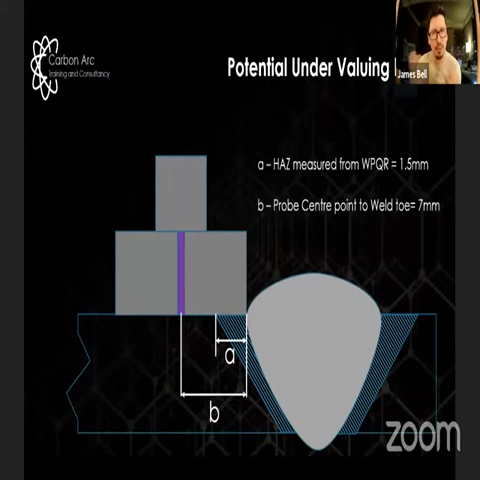 Carbon Arc
Training and Consultancy
Potential Under Valuing
James Bell
a – HAZ measured from WPQR = 1.5mm
b – Probe Centre point to Weld toe= 7mm
a
b
zoom